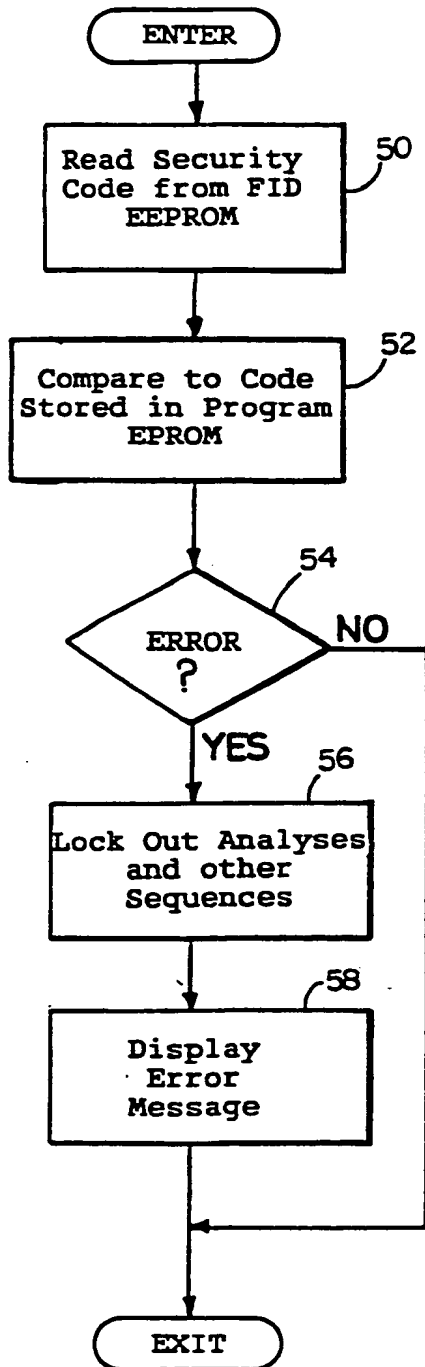 ENTER
50
Read Security
Code from FID
EEPROM
52
Compare to Code
Stored in Program
EPROM
54
ERROR
?
NO
YES
56
Lock Out Analyses
and other
Sequences
58
Display
Error
Message
EXIT